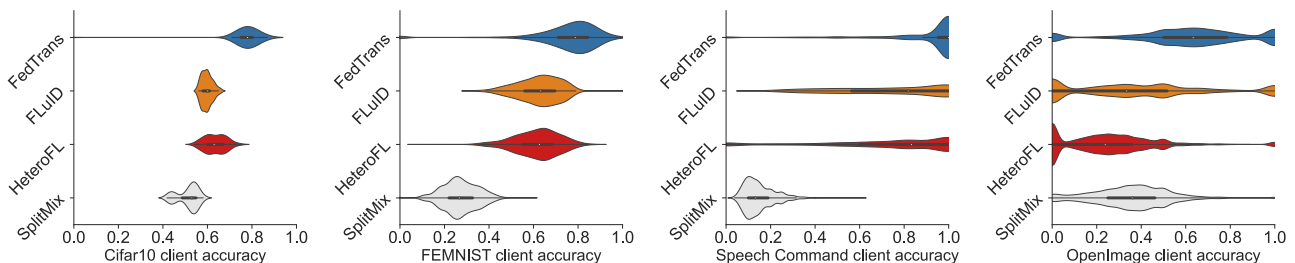 FedTrans
FLuID
HeteroFL
SplitMix
0.0 0.2 0.4 0.6 0.8 1.0
Cifar10 client accuracy
FedTrans
FLuID
HeteroFL
SplitMix
0.0 0.2 0.4 0.6 0.8 1.0
FEMNIST client accuracy
FedTrans
FLuID
HeteroFL
SplitMix
0.0 0.2 0.4 0.6 0.8 1.0
Speech Command client accuracy
FedTrans
FLuID
HeteroFL
SplitMix
0.0 0.2 0.4 0.6 0.8 1.0
OpenImage client accuracy